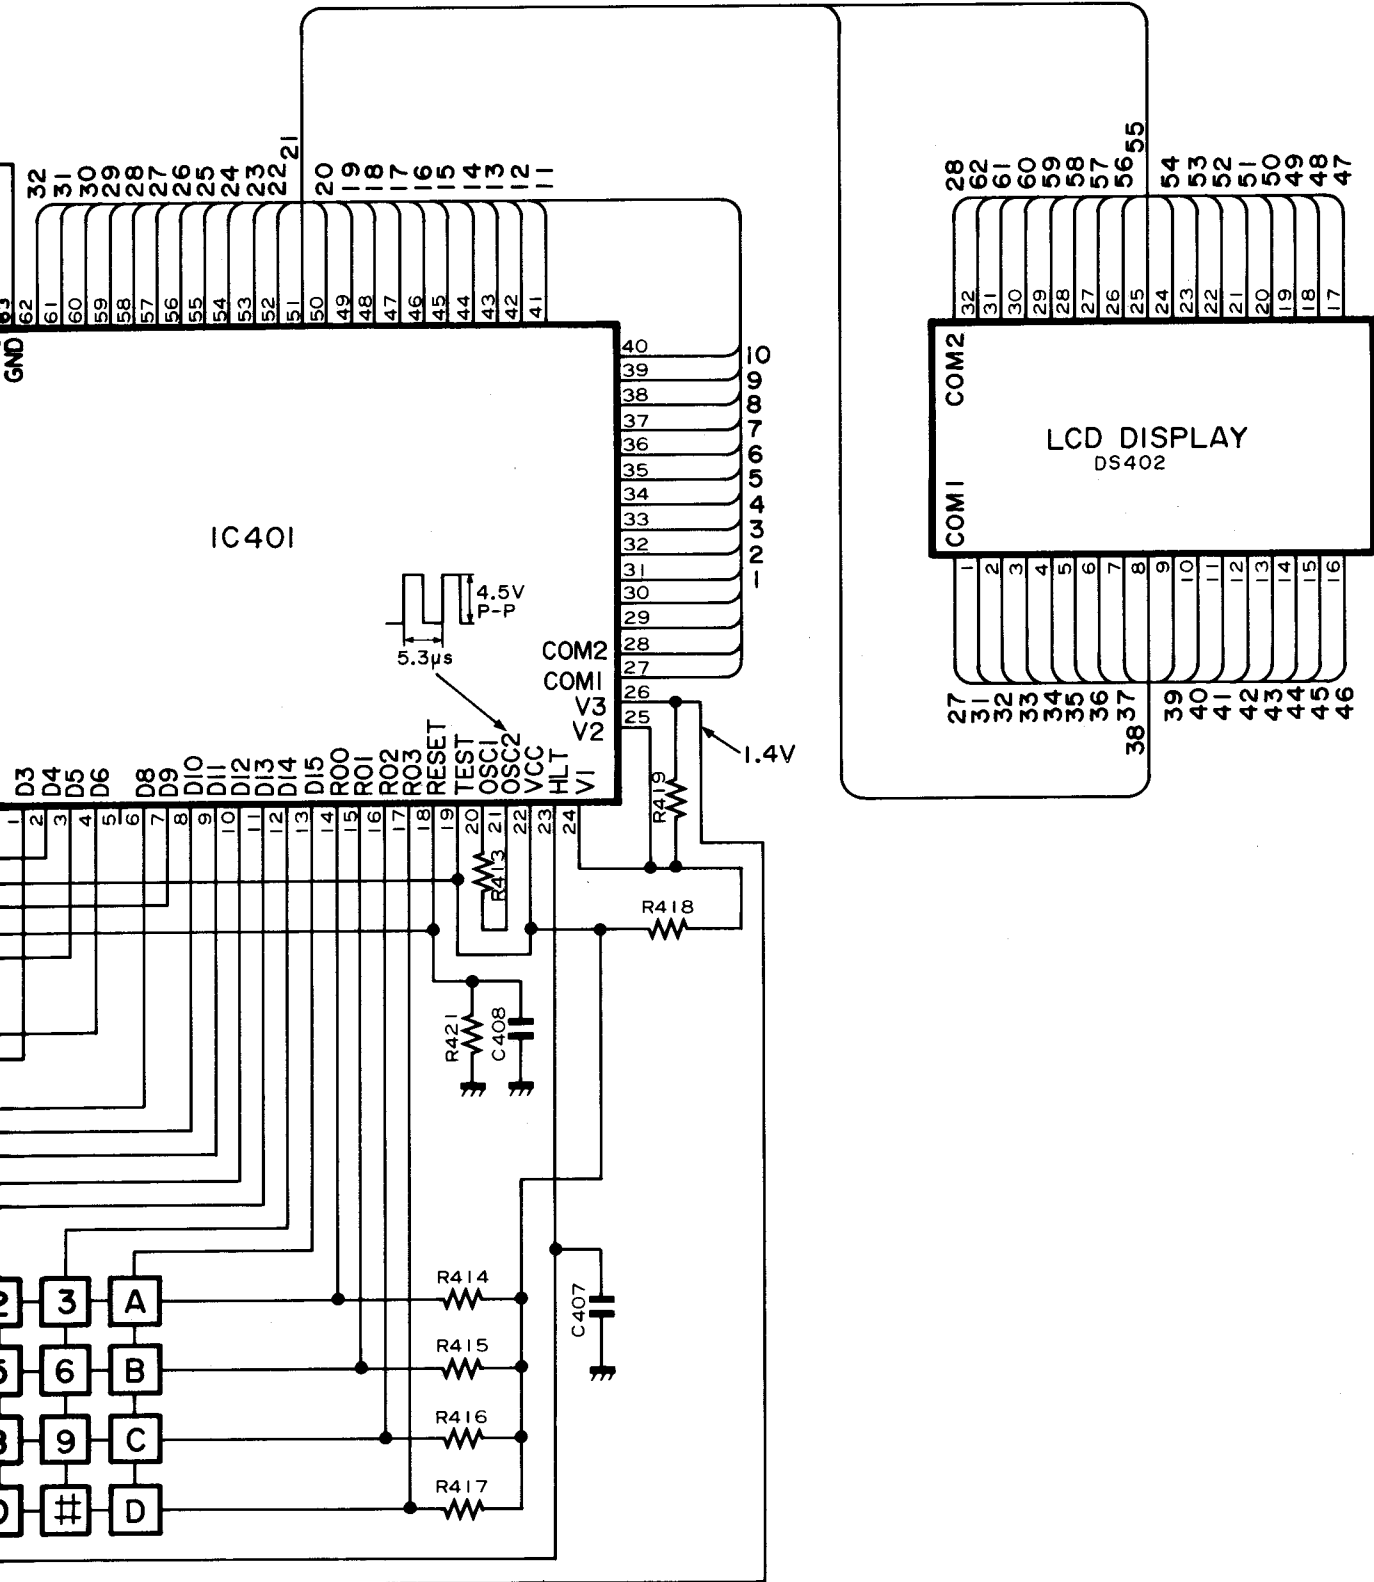 32 31 30 29 28 27 26 25 24 23 22 21 20 19 18 17 16 15 14 13 12 11
28 62 61 60 59 58 57 56 55 54 53 52 51 50 49 48 47
63 62 61 60 59 58 57 56 55 54 53 52 51 50 49 48 47 46 45 44 43 42 41
32 31 30 29 28 27 26 25 24 23 22 21 20 19 18 17
GND
40 10
39 9
38 8
37 7
36 6
35 5
34 4
33 3
32 2
31 1
30
29
COM2 28
COM1 27
V3 26
V2 25
COM2
COM1
LCD DISPLAY
DS402
IC401
4.5V
P-P
5.3μs
1 2 3 4 5 6 7 8 9 10 11 12 13 14 15 16
27 31 32 33 34 35 36 37 38 39 40 41 42 43 44 45 46
1.4V
D3 D4 D5 D6 D8 D9 D10 D11 D12 D13 D14 D15 R00 R01 R02 R03 RESET TEST OSC1 OSC2 VCC HLT V1
1 2 3 4 5 6 7 8 9 10 11 12 13 14 15 16 17 18 19 20 21 22 23 24
R419
R413
R418
R421
C408
3 A R414
C407
6 B R415
9 C R416
# D R417